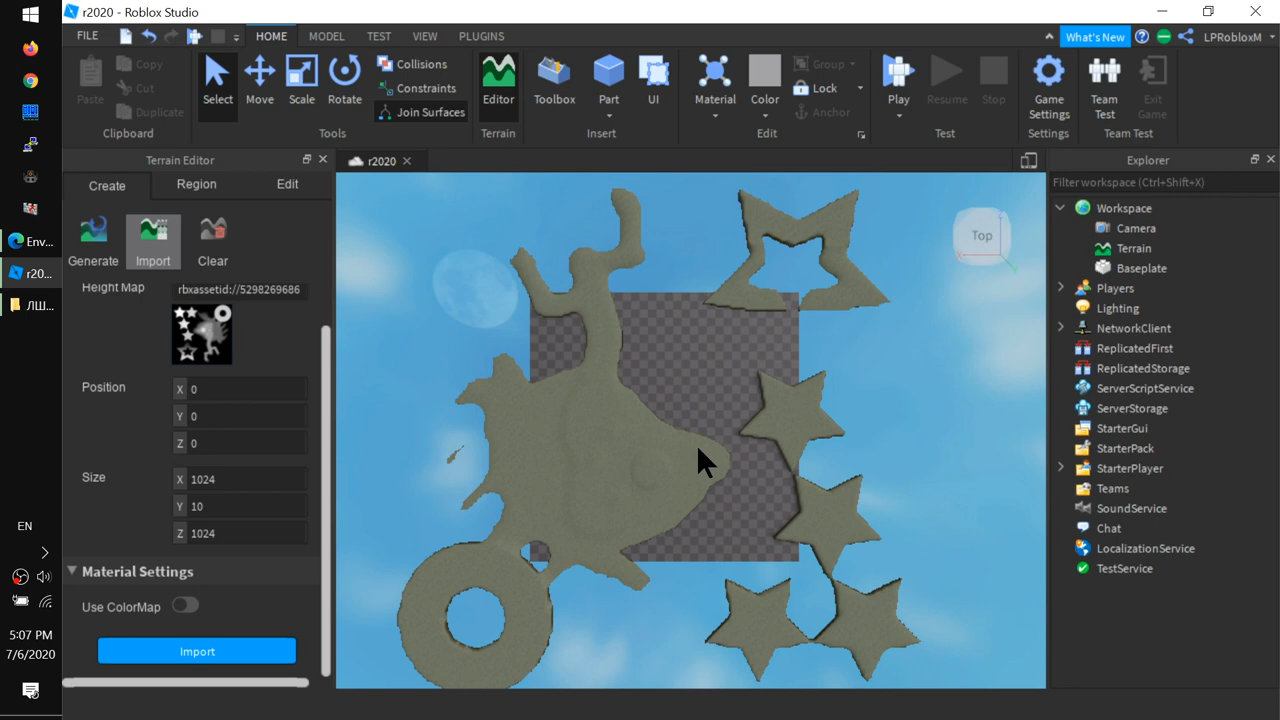 r2020 - Roblox Studio
FILE HOME MODEL TEST VIEW PLUGINS What's New LPRobloxM
Paste Copy Cut Duplicate Clipboard
Select Move Scale Rotate Collisions Constraints Join Surfaces Tools
Editor Terrain
Toolbox Part UI Insert
Material Color Group Lock Anchor Edit
Play Resume Stop Test
Game Settings Settings
Team Test Exit Game Team Test
Terrain Editor
r2020
Explorer
Create Region Edit
Filter workspace (Ctrl+Shift+X)
Generate Import Clear
Height Map rbxassetid://5298269686
Position X 0
Y 0
Z 0
Size X 1024
Y 10
Z 1024
Material Settings
Use ColorMap
Import
Top
X
Workspace
Camera
Terrain
Baseplate
Players
Lighting
NetworkClient
ReplicatedFirst
ReplicatedStorage
ServerScriptService
ServerStorage
StarterGui
StarterPack
StarterPlayer
Teams
SoundService
Chat
LocalizationService
TestService
Env...
r20...
ЛШ...
EN
5:07 PM
7/6/2020